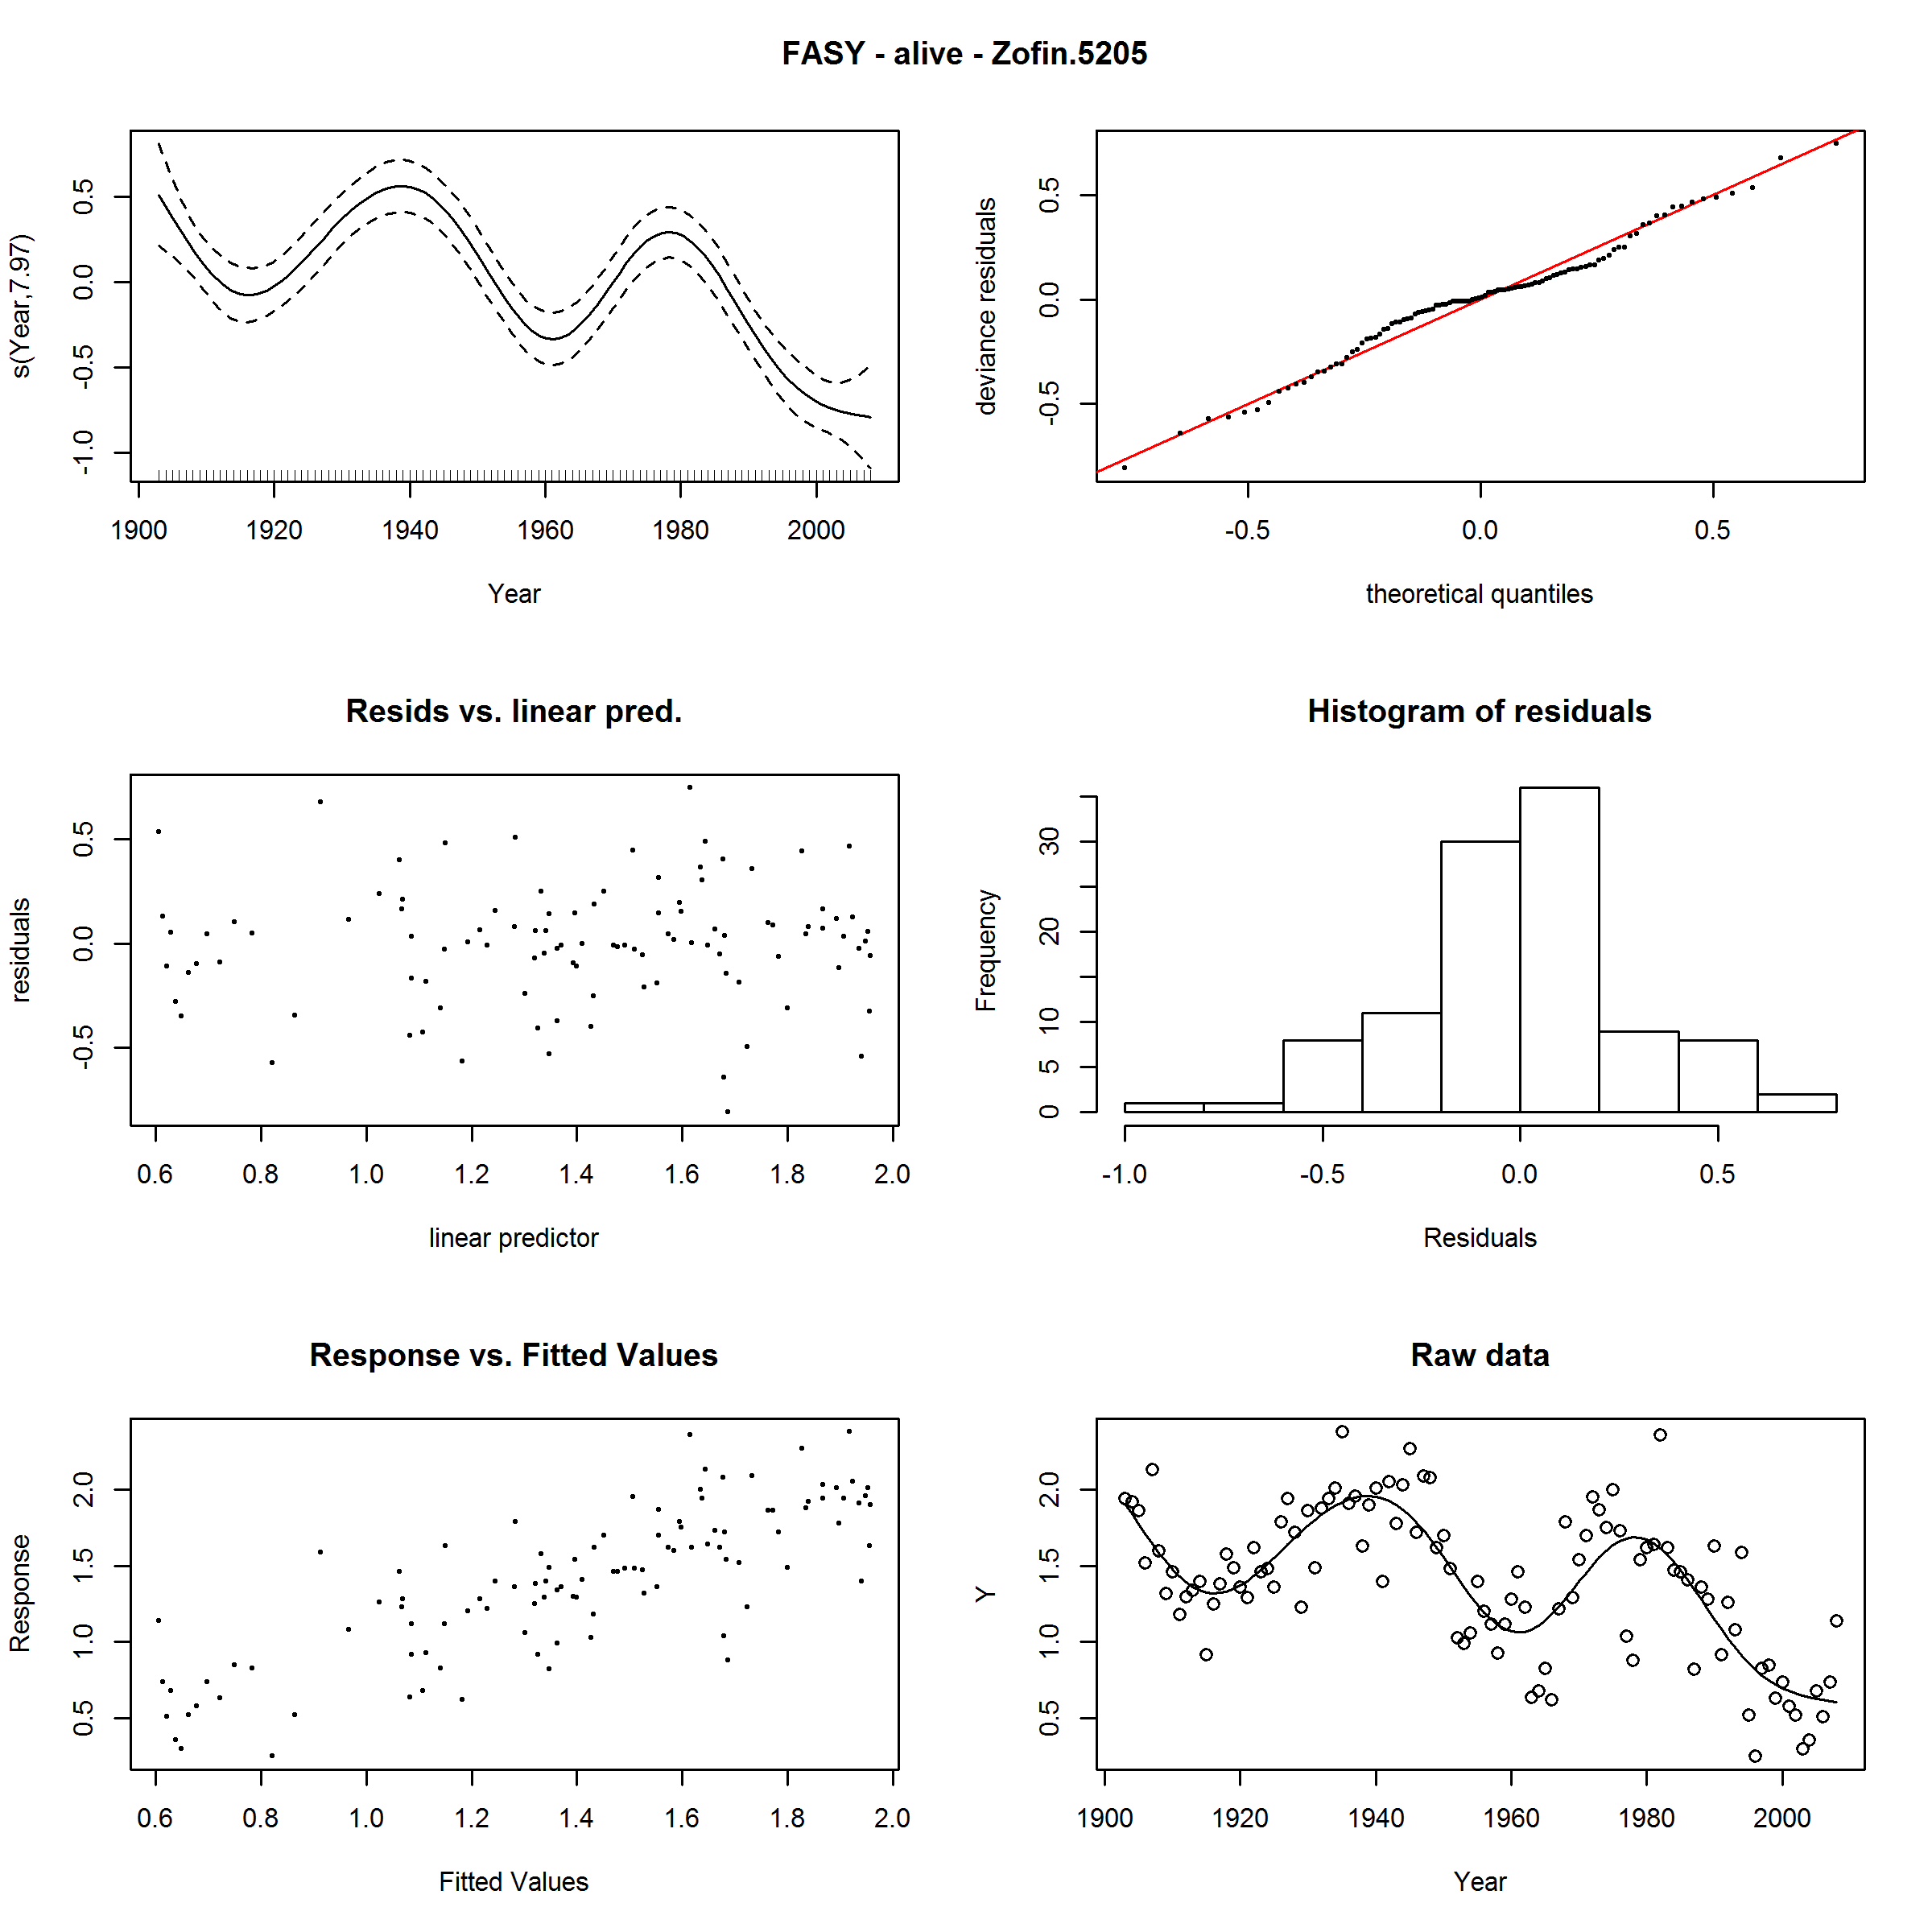 FASY - alive - Zofin.5205
s(Year,7.97)
-1.0 -0.5 0.0 0.5
1900 1920 1940 1960 1980 2000
Year
deviance residuals
-0.5 0.0 0.5
-0.5 0.0 0.5
theoretical quantiles
Resids vs. linear pred.
residuals
-0.5 0.0 0.5
0.6 0.8 1.0 1.2 1.4 1.6 1.8 2.0
linear predictor
Histogram of residuals
Frequency
0 5 10 20 30
-1.0 -0.5 0.0 0.5
Residuals
Response vs. Fitted Values
Response
0.5 1.0 1.5 2.0
0.6 0.8 1.0 1.2 1.4 1.6 1.8 2.0
Fitted Values
Raw data
Y
0.5 1.0 1.5 2.0
1900 1920 1940 1960 1980 2000
Year